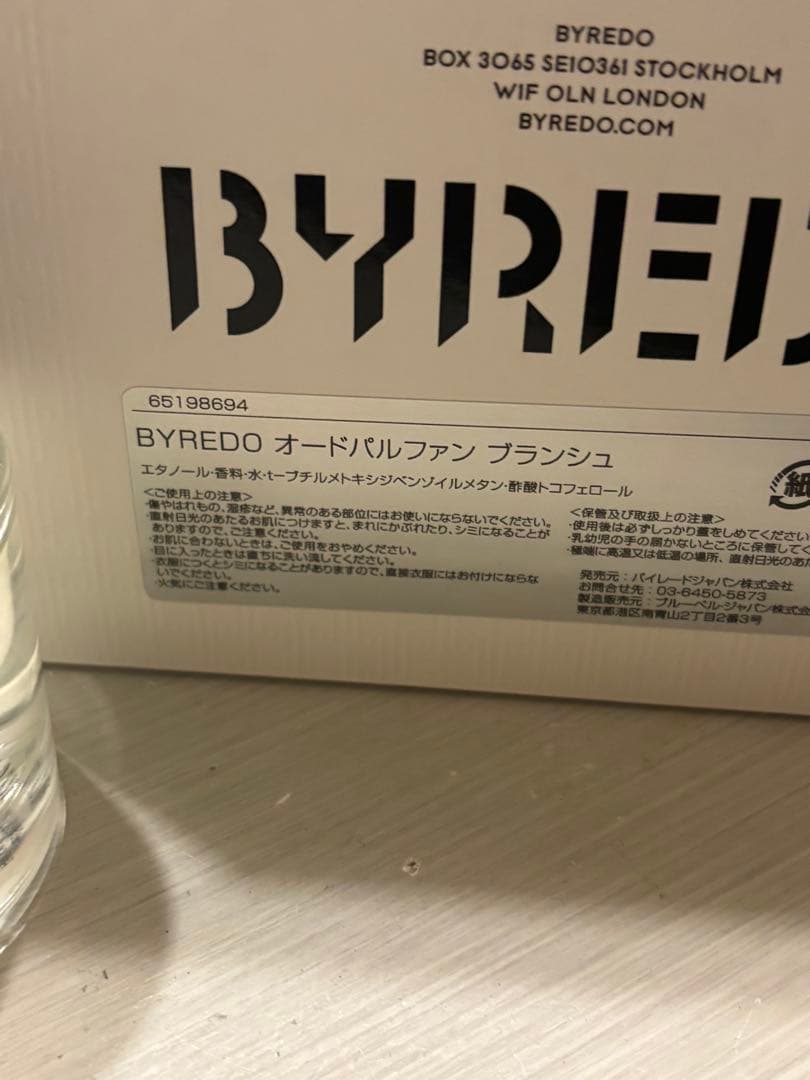 BYREDO
BOX 3065 SE10361 STOCKHOLM
W1F OLN LONDON
BYREDO.COM
BYRED
65198694
BYREDO オードパルファン ブランシュ
エタノール・香料・水・t-ブチルメトキシジベンゾイルメタン・酢酸トコフェロール
<ご使用上の注意>
・傷やはれもの、湿疹など、異常のある部位にはお使いにならないでください。
・直射日光のあたるお肌につけますと、まれにかぶれたり、シミになることが
ありますので、ご注意ください。
・お肌に合わないときは、ご使用をおやめください。
・目に入ったときは直ちに洗い流してください。
・衣服につくとシミになることがありますので、直接衣服にはお付けにならな
いでください。
・火気にご注意ください。
<保管及び取扱上の注意>
・使用後は必ずしっかり蓋をしめてください
・乳幼児の手の届かないところに保管してく
・極端に高温又は低温の場所、直射日光のあた
発売元:バイレードジャパン株式会社
お問合せ先:03-6450-5873
製造販売元:ブルーベル・ジャパン株式会
東京都港区南青山2丁目2番3号
紙